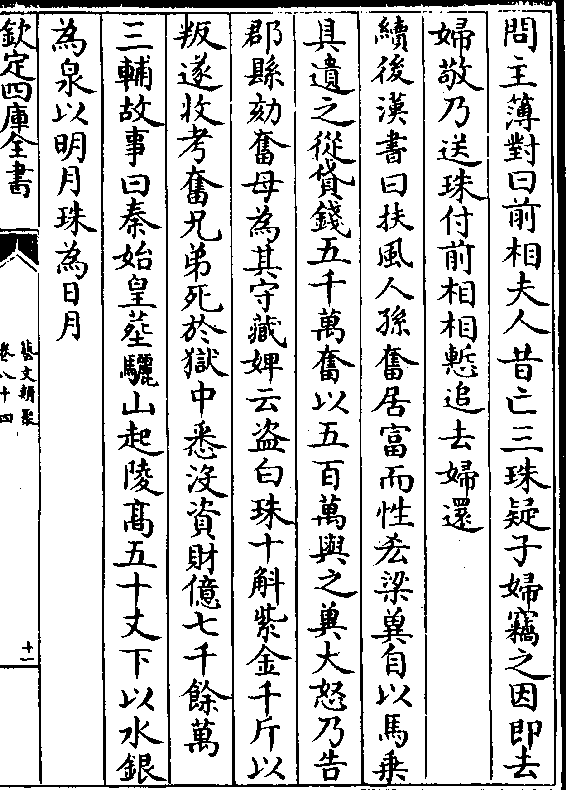 問主簿對曰前相夫人昔亡三珠疑子婦竊之因即去
婦敬乃送珠付前相相慙追去婦還
續後漢書曰扶風人孫奮居富而性𠫤梁冀自以馬乗
具遺之從貸錢五千萬奮以五百萬與之冀大怒乃告
郡縣劾奮母為其守藏婢云盗白珠十斛紫金千斤以
叛遂收考奮兄弟死於獄中悉沒資財億七千餘萬
三輔故事曰秦始皇塟驪山起陵髙五十丈下以水銀
為泉以明月珠為日月
欽定四庫全書
藝文類聚
卷八十四
十一